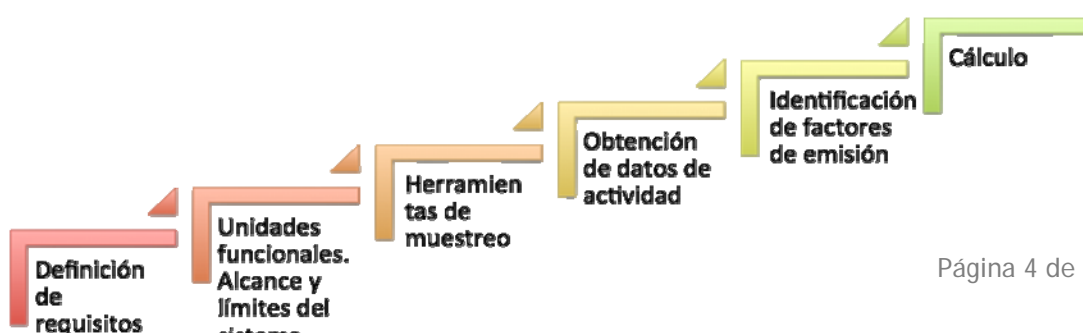 Definición
de
requisitos
Unidades
funcionales.
Alcance y
límites del
sistema
Herramien
tas de
muestreo
Obtención
de datos de
actividad
Identificación
de factores
de emisión
Cálculo
Página 4 de